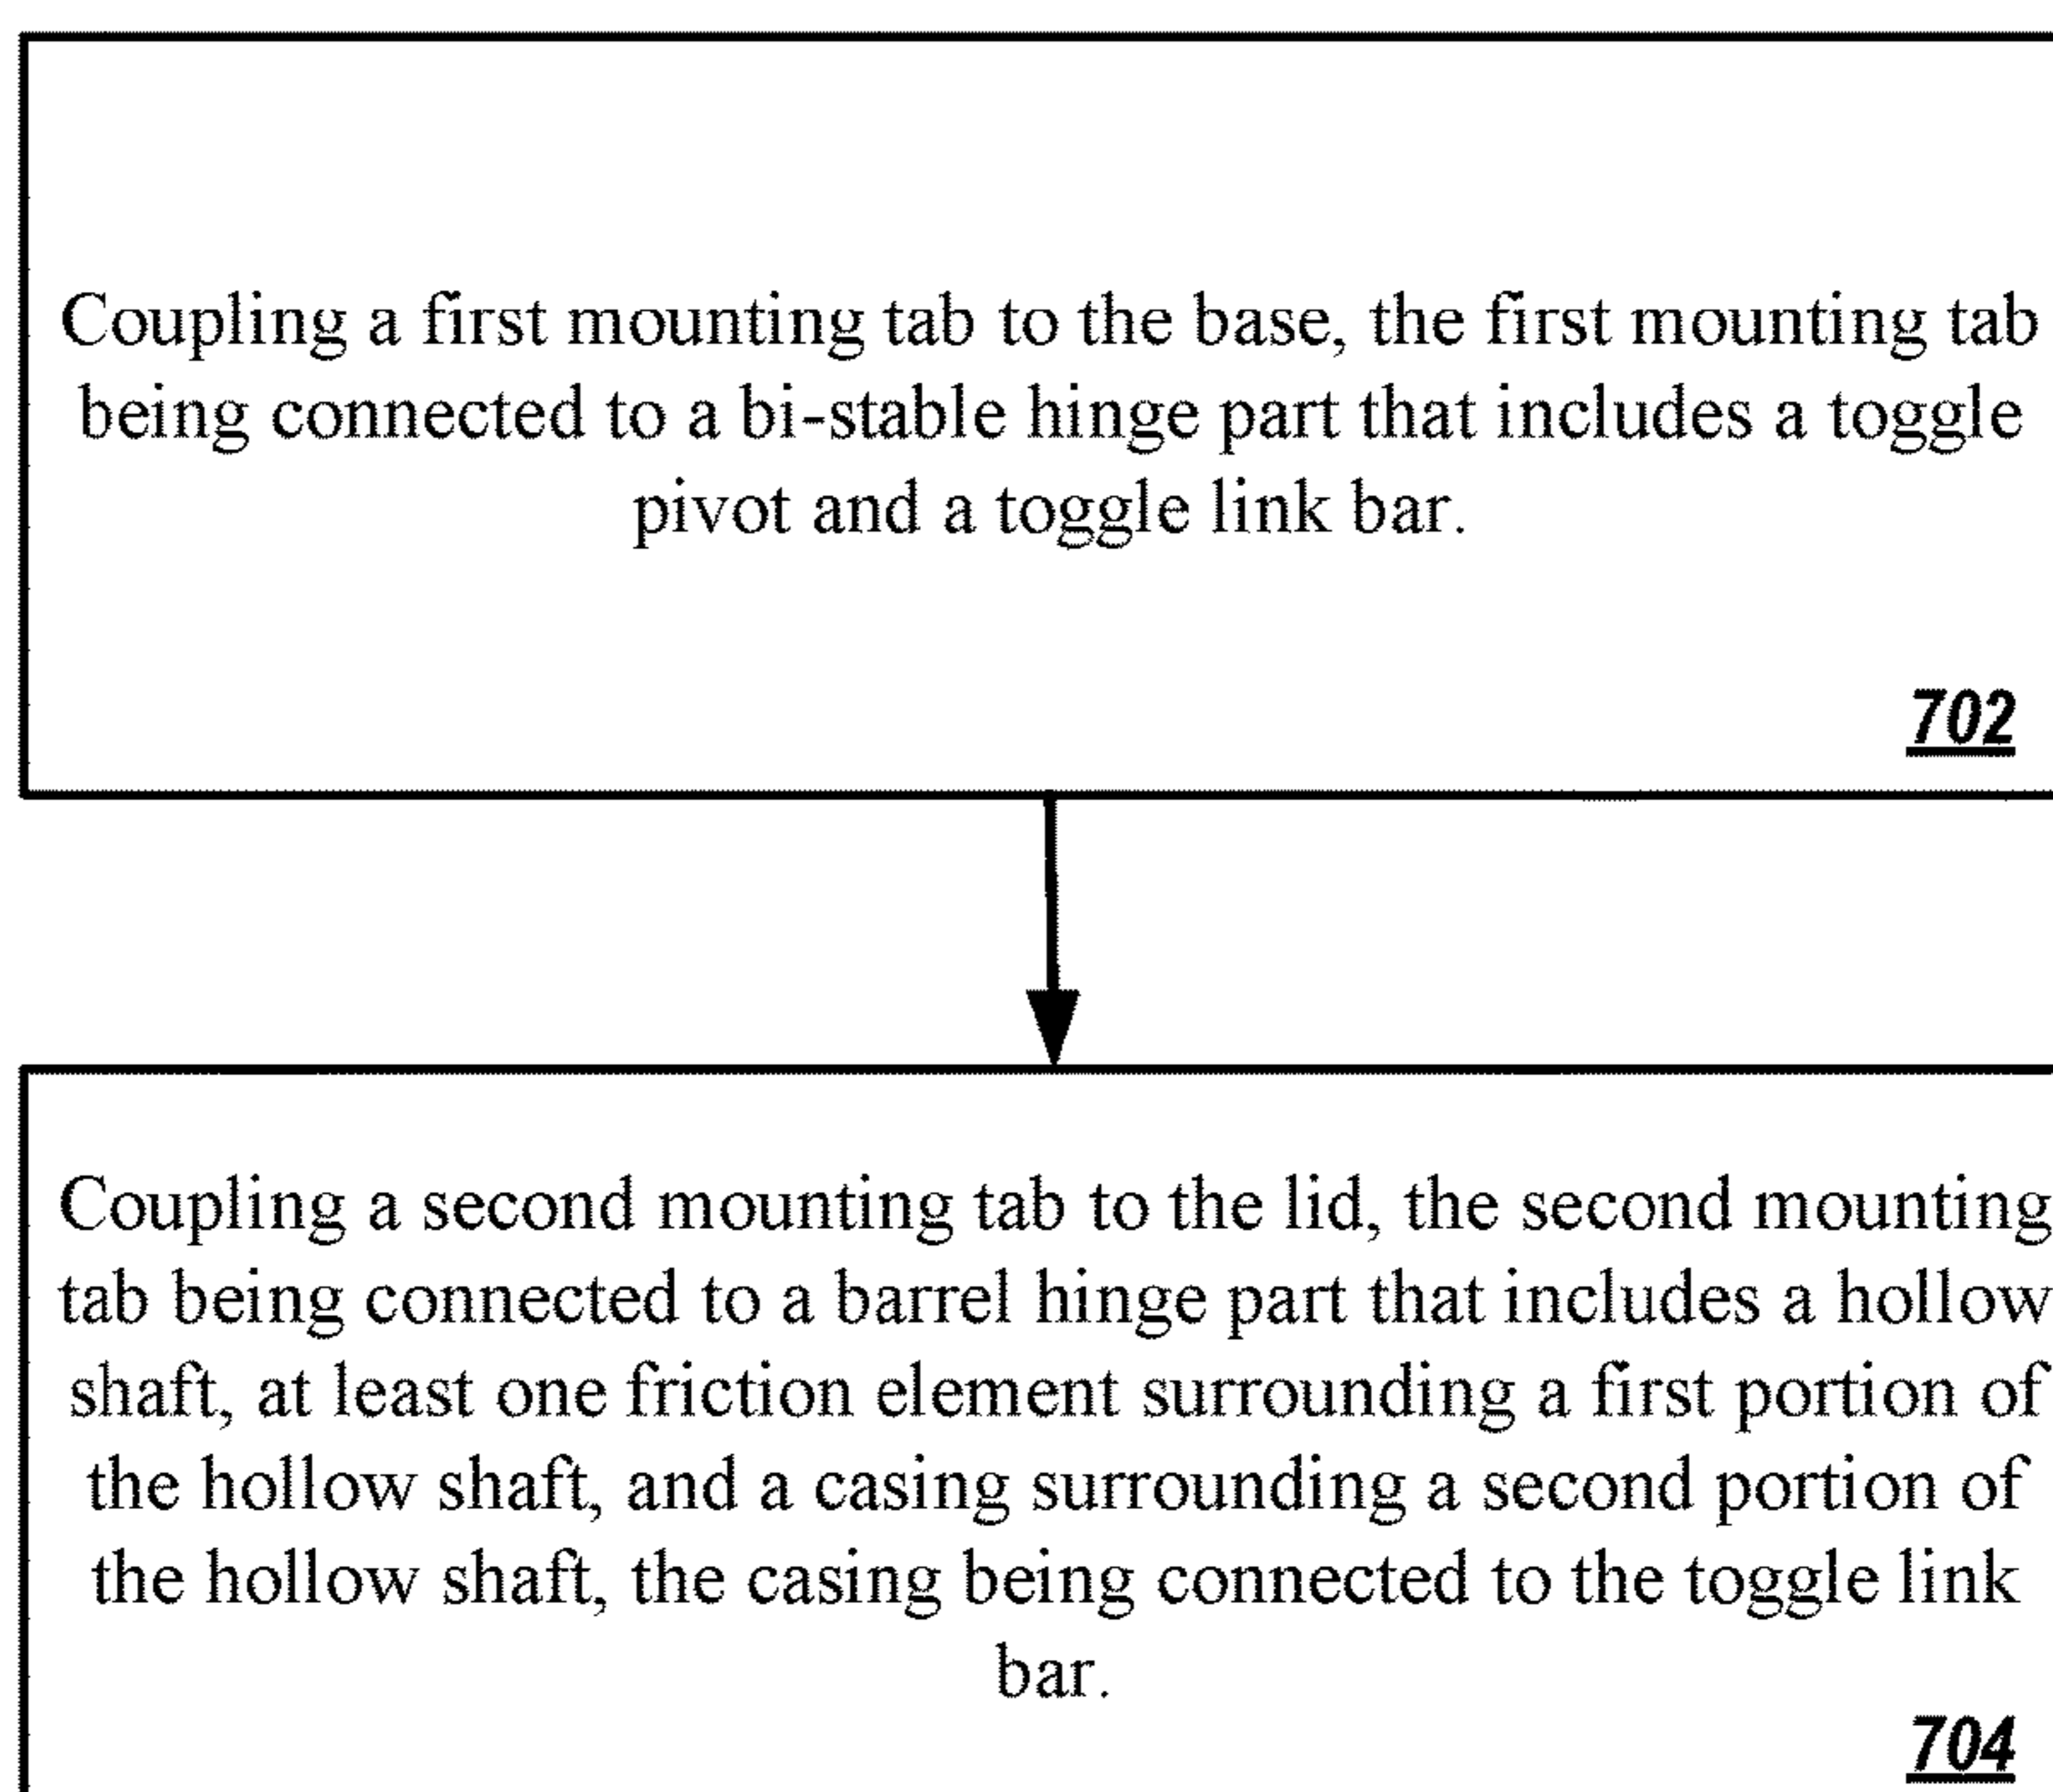 Coupling a first mounting tab to the base, the first mounting tab
being connected to a bi-stable hinge part that includes a toggle
pivot and a toggle link bar.
702
Coupling a second mounting tab to the lid, the second mounting
tab being connected to a barrel hinge part that includes a hollow
shaft, at least one friction element surrounding a first portion of
the hollow shaft, and a casing surrounding a second portion of
the hollow shaft, the casing being connected to the toggle link
bar.
704